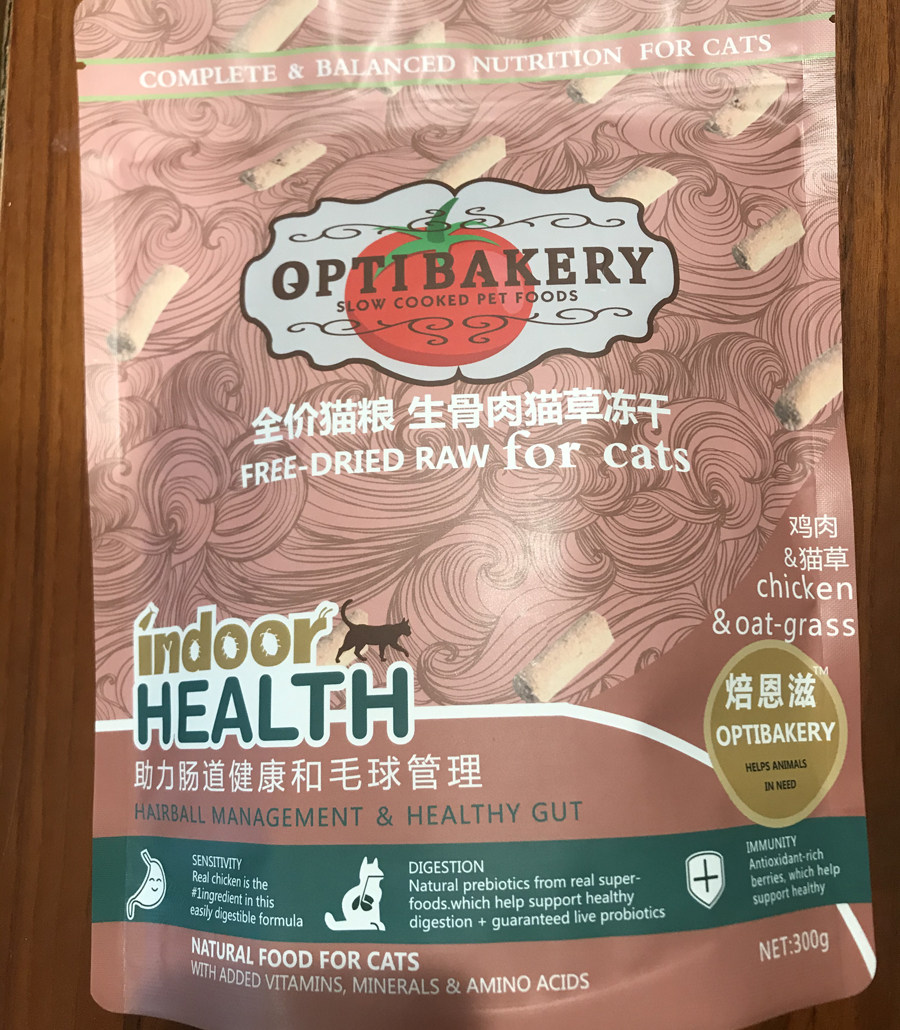 COMPLETE & BALANCED NUTRITION FOR CATS
OPTIBAKERY
SLOW COOKED PET FOODS
全价猫粮 生骨肉猫草冻干
FREE-DRIED RAW for cats
鸡肉
&猫草
chicken
&oat-grass
indoor
HEALTH
焙恩滋™
OPTIBAKERY
HELPS ANIMALS
IN NEED
助力肠道健康和毛球管理
HAIRBALL MANAGEMENT & HEALTHY GUT
SENSITIVITY
Real chicken is the
#1ingredient in this
easily digestible formula
DIGESTION
Natural prebiotics from real super-
foods.which help support healthy
digestion + guaranteed live probiotics
IMMUNITY
Antioxidant-rich
berries, which help
support healthy
NATURAL FOOD FOR CATS
WITH ADDED VITAMINS, MINERALS & AMINO ACIDS
NET:300g